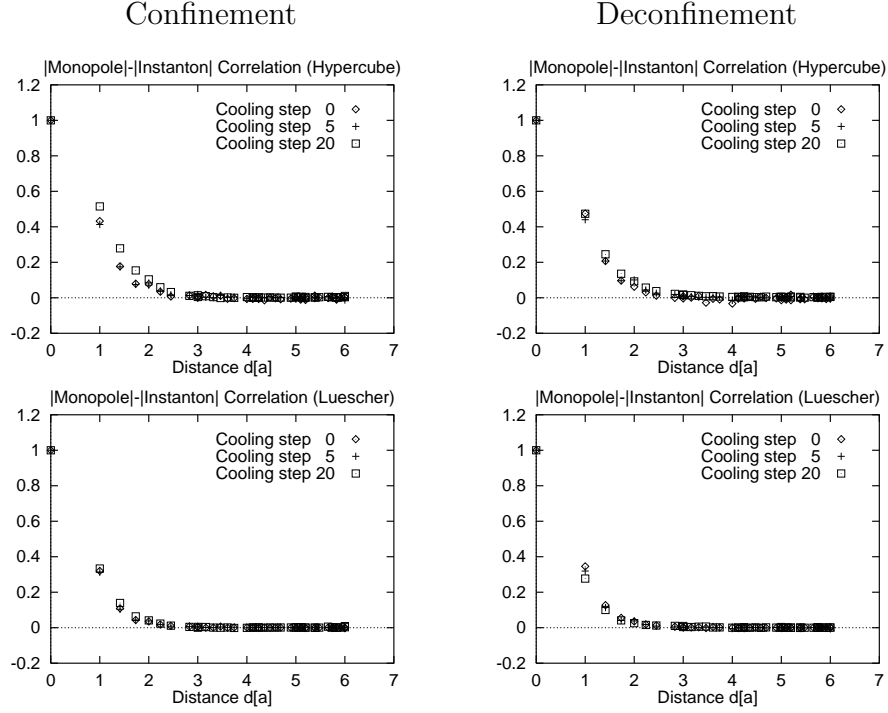 Confinement
Deconfinement
|Monopole|-|Instanton| Correlation (Hypercube)
1.2
1
0.8
0.6
0.4
0.2
0
-0.2
Cooling step 0
Cooling step 5
Cooling step 20
0 1 2 3 4 5 6 7
Distance d[a]
|Monopole|-|Instanton| Correlation (Hypercube)
1.2
1
0.8
0.6
0.4
0.2
0
-0.2
Cooling step 0
Cooling step 5
Cooling step 20
0 1 2 3 4 5 6 7
Distance d[a]
|Monopole|-|Instanton| Correlation (Luescher)
1.2
1
0.8
0.6
0.4
0.2
0
-0.2
Cooling step 0
Cooling step 5
Cooling step 20
0 1 2 3 4 5 6 7
Distance d[a]
|Monopole|-|Instanton| Correlation (Luescher)
1.2
1
0.8
0.6
0.4
0.2
0
-0.2
Cooling step 0
Cooling step 5
Cooling step 20
0 1 2 3 4 5 6 7
Distance d[a]